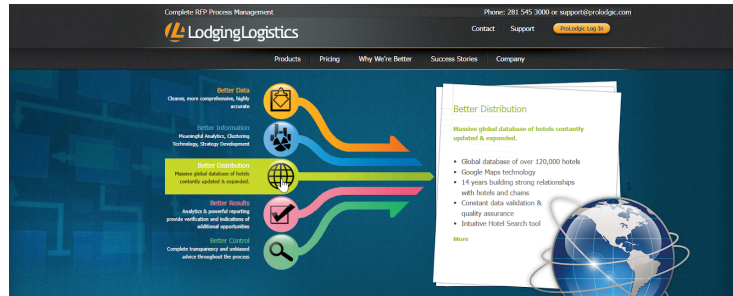 Complete RFP Process Management
Phone: 281 545 3000 or support@prolodgic.com
LodgingLogistics
Contact
Support
ProLodgic Log In
Products
Pricing
Why We're Better
Success Stories
Company
Better Data
Cleaner, more comprehensive, highly
accurate
Better Information
Meaningful Analytics, Clustering
Technology, Strategy Development
Better Distribution
Massive global database of hotels
contantly updated & expanded.
Better Results
Analytics & powerful reporting
provide verification and indications of
additional opportunities
Better Control
Complete transparency and unbiased
advice throughout the process
Better Distribution
Massive global database of hotels contantly
updated & expanded.
• Global database of over 120,000 hotels
• Google Maps technology
• 14 years building strong relationships
with hotels and chains
• Constant data validation &
quality assurance
• Intuitive Hotel Search tool
More